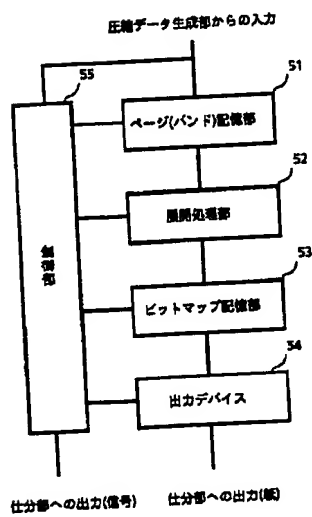 圧縮データ生成部からの入力
55
51
ページ(バンド)記憶部
52
展開処理部
制御部
53
ビットマップ記憶部
54
出力デバイス
仕分部への出力(信号)
仕分部への出力(紙)